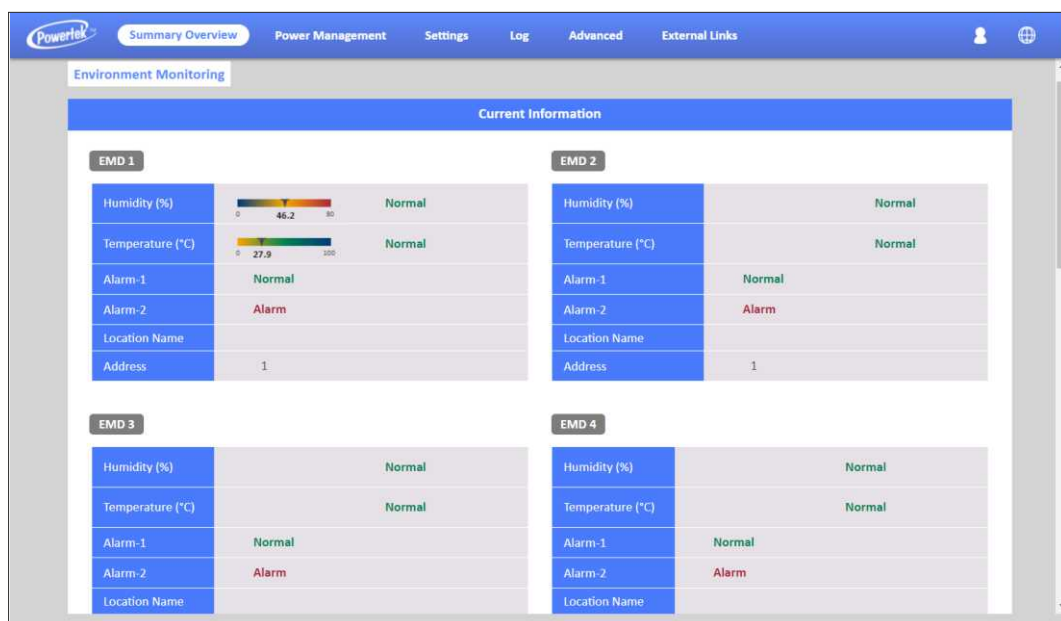 Powertek™ Summary Overview Power Management Settings Log Advanced External Links
Environment Monitoring
Current Information
EMD 1
Humidity (%) 0 46.2 80 Normal
Temperature (°C) 0 27.9 100 Normal
Alarm-1 Normal
Alarm-2 Alarm
Location Name
Address 1
EMD 2
Humidity (%) Normal
Temperature (°C) Normal
Alarm-1 Normal
Alarm-2 Alarm
Location Name
Address 1
EMD 3
Humidity (%) Normal
Temperature (°C) Normal
Alarm-1 Normal
Alarm-2 Alarm
Location Name
EMD 4
Humidity (%) Normal
Temperature (°C) Normal
Alarm-1 Normal
Alarm-2 Alarm
Location Name